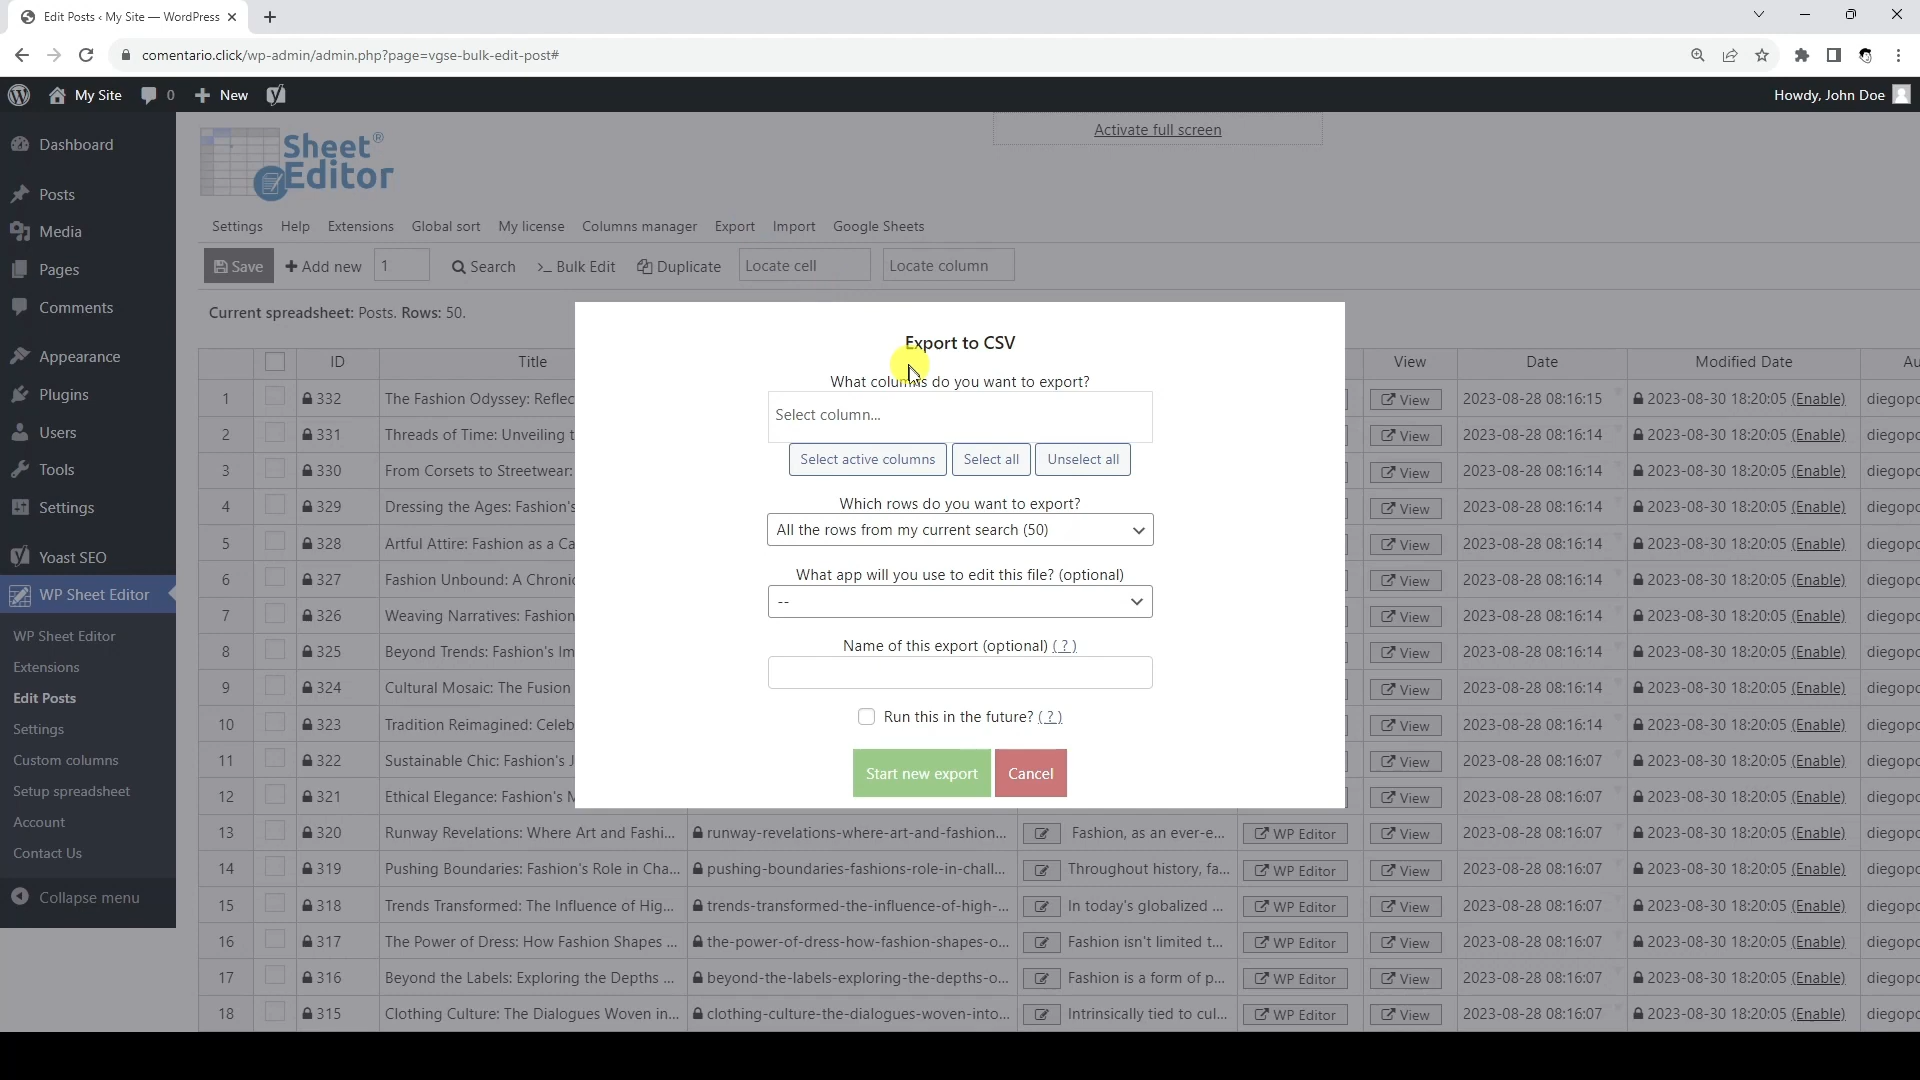 Edit Posts ‹ My Site — WordPress
comentario.click/wp-admin/admin.php?page=vgse-bulk-edit-post#
My Site 0 New Howdy, John Doe
Dashboard
Posts
Media
Pages
Comments
Appearance
Plugins
Users
Tools
Settings
Yoast SEO
WP Sheet Editor
WP Sheet Editor
Extensions
Edit Posts
Settings
Custom columns
Setup spreadsheet
Account
Contact Us
Collapse menu
Sheet®
Editor
Activate full screen
Settings Help Extensions Global sort My license Columns manager Export Import Google Sheets
Save Add new 1 Search Bulk Edit Duplicate Locate cell Locate column
Current spreadsheet: Posts. Rows: 50.
Export to CSV
What columns do you want to export?
Select column...
Select active columns Select all Unselect all
Which rows do you want to export?
All the rows from my current search (50)
What app will you use to edit this file? (optional)
--
Name of this export (optional) ( ? )
Run this in the future? ( ? )
Start new export Cancel
ID Title View Date Modified Date Au
1 332 The Fashion Odyssey: Reflec View 2023-08-28 08:16:15 2023-08-30 18:20:05 (Enable) diegopo
2 331 Threads of Time: Unveiling t View 2023-08-28 08:16:14 2023-08-30 18:20:05 (Enable) diegopo
3 330 From Corsets to Streetwear: View 2023-08-28 08:16:14 2023-08-30 18:20:05 (Enable) diegopo
4 329 Dressing the Ages: Fashion's View 2023-08-28 08:16:14 2023-08-30 18:20:05 (Enable) diegopo
5 328 Artful Attire: Fashion as a Ca View 2023-08-28 08:16:14 2023-08-30 18:20:05 (Enable) diegopo
6 327 Fashion Unbound: A Chronic View 2023-08-28 08:16:14 2023-08-30 18:20:05 (Enable) diegopo
7 326 Weaving Narratives: Fashion View 2023-08-28 08:16:14 2023-08-30 18:20:05 (Enable) diegopo
8 325 Beyond Trends: Fashion's Im View 2023-08-28 08:16:14 2023-08-30 18:20:05 (Enable) diegopo
9 324 Cultural Mosaic: The Fusion View 2023-08-28 08:16:14 2023-08-30 18:20:05 (Enable) diegopo
10 323 Tradition Reimagined: Celeb View 2023-08-28 08:16:14 2023-08-30 18:20:05 (Enable) diegopo
11 322 Sustainable Chic: Fashion's J View 2023-08-28 08:16:07 2023-08-30 18:20:05 (Enable) diegopo
12 321 Ethical Elegance: Fashion's M View 2023-08-28 08:16:07 2023-08-30 18:20:05 (Enable) diegopo
13 320 Runway Revelations: Where Art and Fashi... runway-revelations-where-art-and-fashion... Fashion, as an ever-e... WP Editor View 2023-08-28 08:16:07 2023-08-30 18:20:05 (Enable) diegopo
14 319 Pushing Boundaries: Fashion's Role in Cha... pushing-boundaries-fashions-role-in-chall... Throughout history, fa... WP Editor View 2023-08-28 08:16:07 2023-08-30 18:20:05 (Enable) diegopo
15 318 Trends Transformed: The Influence of Hig... trends-transformed-the-influence-of-high-... In today's globalized ... WP Editor View 2023-08-28 08:16:07 2023-08-30 18:20:05 (Enable) diegopo
16 317 The Power of Dress: How Fashion Shapes ... the-power-of-dress-how-fashion-shapes-o... Fashion isn't limited t... WP Editor View 2023-08-28 08:16:07 2023-08-30 18:20:05 (Enable) diegopo
17 316 Beyond the Labels: Exploring the Depths ... beyond-the-labels-exploring-the-depths-o... Fashion is a form of p... WP Editor View 2023-08-28 08:16:07 2023-08-30 18:20:05 (Enable) diegopo
18 315 Clothing Culture: The Dialogues Woven in... clothing-culture-the-dialogues-woven-into... Intrinsically tied to cul... WP Editor View 2023-08-28 08:16:07 2023-08-30 18:20:05 (Enable) diegopo